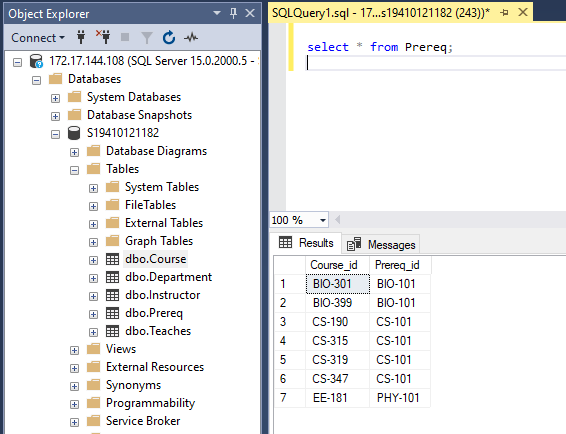 Object Explorer
Connect
172.17.144.108 (SQL Server 15.0.2000.5 -
Databases
System Databases
Database Snapshots
S19410121182
Database Diagrams
Tables
System Tables
FileTables
External Tables
Graph Tables
dbo.Course
dbo.Department
dbo.Instructor
dbo.Prereq
dbo.Teaches
Views
External Resources
Synonyms
Programmability
Service Broker
SQLQuery1.sql - 17...s19410121182 (243))*
select * from Prereq;
100 %
Results Messages
Course_id Prereq_id
1 BIO-301 BIO-101
2 BIO-399 BIO-101
3 CS-190 CS-101
4 CS-315 CS-101
5 CS-319 CS-101
6 CS-347 CS-101
7 EE-181 PHY-101